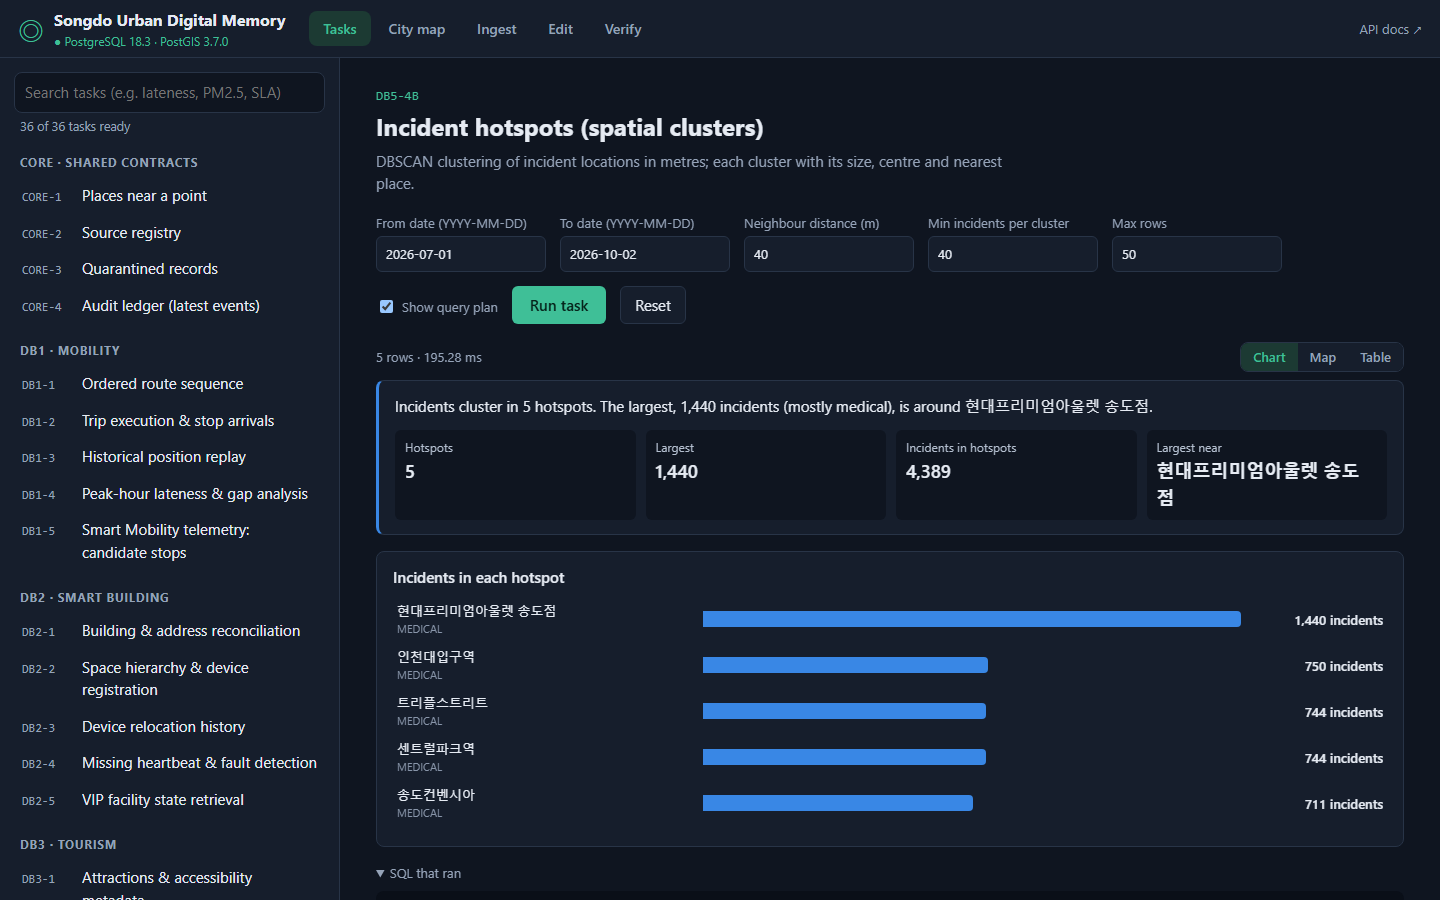 Songdo Urban Digital Memory
● PostgreSQL 18.3 · PostGIS 3.7.0
Tasks
City map
Ingest
Edit
Verify
API docs ↗
Search tasks (e.g. lateness, PM2.5, SLA)
36 of 36 tasks ready
CORE · SHARED CONTRACTS
CORE-1 Places near a point
CORE-2 Source registry
CORE-3 Quarantined records
CORE-4 Audit ledger (latest events)
DB1 · MOBILITY
DB1-1 Ordered route sequence
DB1-2 Trip execution & stop arrivals
DB1-3 Historical position replay
DB1-4 Peak-hour lateness & gap analysis
DB1-5 Smart Mobility telemetry:
candidate stops
DB2 · SMART BUILDING
DB2-1 Building & address reconciliation
DB2-2 Space hierarchy & device
registration
DB2-3 Device relocation history
DB2-4 Missing heartbeat & fault detection
DB2-5 VIP facility state retrieval
DB3 · TOURISM
DB3-1 Attractions & accessibility
metadata
DB5-4B
Incident hotspots (spatial clusters)
DBSCAN clustering of incident locations in metres; each cluster with its size, centre and nearest
place.
From date (YYYY-MM-DD)
2026-07-01
To date (YYYY-MM-DD)
2026-10-02
Neighbour distance (m)
40
Min incidents per cluster
40
Max rows
50
Show query plan
Run task
Reset
5 rows · 195.28 ms
Chart
Map
Table
Incidents cluster in 5 hotspots. The largest, 1,440 incidents (mostly medical), is around 현대프리미엄아울렛 송도점.
Hotspots
5
Largest
1,440
Incidents in hotspots
4,389
Largest near
현대프리미엄아울렛 송도
점
Incidents in each hotspot
현대프리미엄아울렛 송도점
MEDICAL
1,440 incidents
인천대입구역
MEDICAL
750 incidents
트리플스트리트
MEDICAL
744 incidents
센트럴파크역
MEDICAL
744 incidents
송도컨벤시아
MEDICAL
711 incidents
▼ SQL that ran